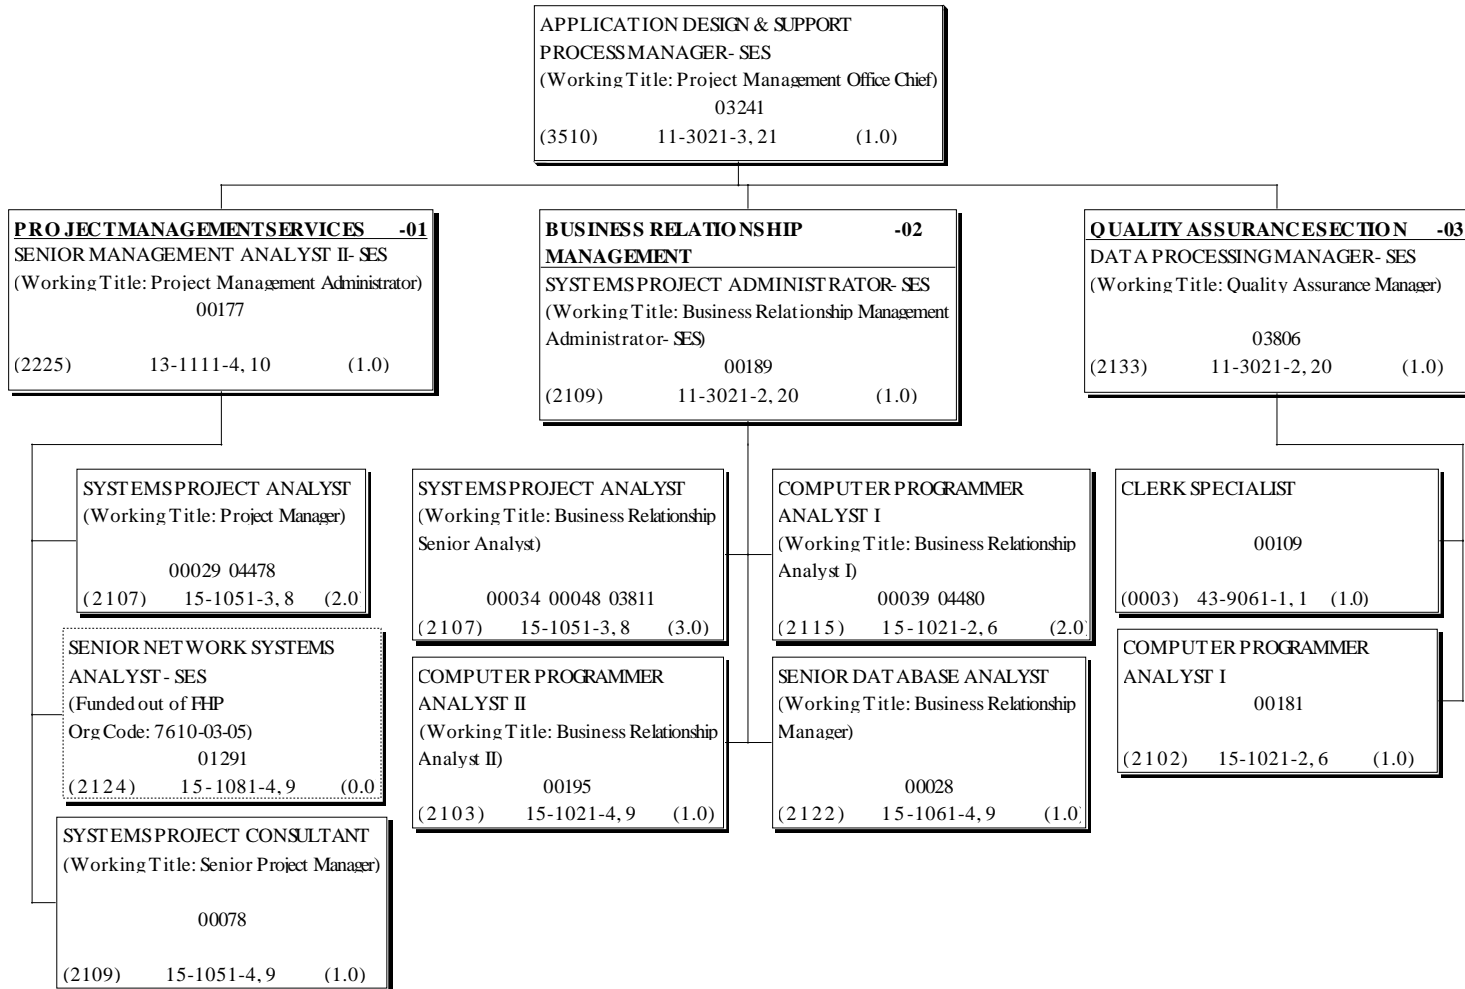 APPLICATION DESIGN & SUPPORT
PROCESS MANAGER- SES
(Working Title: Project Management Office Chief)
03241
(3510) 11-3021-3, 21 (1.0)
PROJECT MANAGEMENT SERVICES -01
SENIOR MANAGEMENT ANALYST II- SES
(Working Title: Project Management Administrator)
00177
(2225) 13-1111-4, 10 (1.0)
BUSINESS RELATIONSHIP -02
MANAGEMENT
SYSTEMS PROJECT ADMINISTRATOR- SES
(Working Title: Business Relationship Management
Administrator- SES)
00189
(2109) 11-3021-2, 20 (1.0)
QUALITY ASSURANCE SECTION -03
DATA PROCESSING MANAGER- SES
(Working Title: Quality Assurance Manager)
03806
(2133) 11-3021-2, 20 (1.0)
SYSTEMS PROJECT ANALYST
(Working Title: Project Manager)
00029 04478
(2107) 15-1051-3, 8 (2.0
SENIOR NETWORK SYSTEMS
ANALYST - SES
(Funded out of FHP
Org Code: 7610-03-05)
01291
(2124) 15-1081-4, 9 (0.0
SYSTEMS PROJECT CONSULTANT
(Working Title: Senior Project Manager)
00078
(2109) 15-1051-4, 9 (1.0)
SYSTEMS PROJECT ANALYST
(Working Title: Business Relationship
Senior Analyst)
00034 00048 03811
(2107) 15-1051-3, 8 (3.0)
COMPUTER PROGRAMMER
ANALYST II
(Working Title: Business Relationship
Analyst II)
00195
(2103) 15-1021-4, 9 (1.0)
COMPUTER PROGRAMMER
ANALYST I
(Working Title: Business Relationship
Analyst I)
00039 04480
(2115) 15-1021-2, 6 (2.0)
SENIOR DATABASE ANALYST
(Working Title: Business Relationship
Manager)
00028
(2122) 15-1061-4, 9 (1.0)
CLERK SPECIALIST
00109
(0003) 43-9061-1, 1 (1.0)
COMPUTER PROGRAMMER
ANALYST I
00181
(2102) 15-1021-2, 6 (1.0)